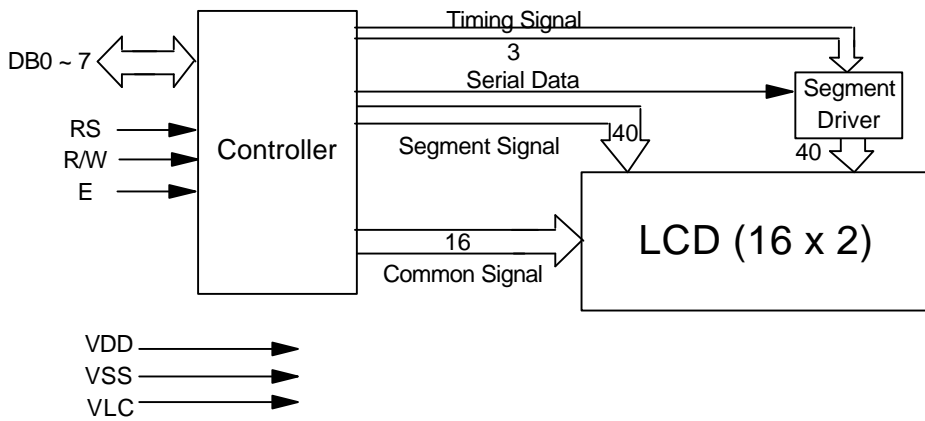 Timing Signal
3
DB0 ~ 7
Serial Data
Segment
Driver
RS
Controller
40
Segment Signal
40
R/W
E
16
LCD (16 x 2)
Common Signal
VDD
VSS
VLC